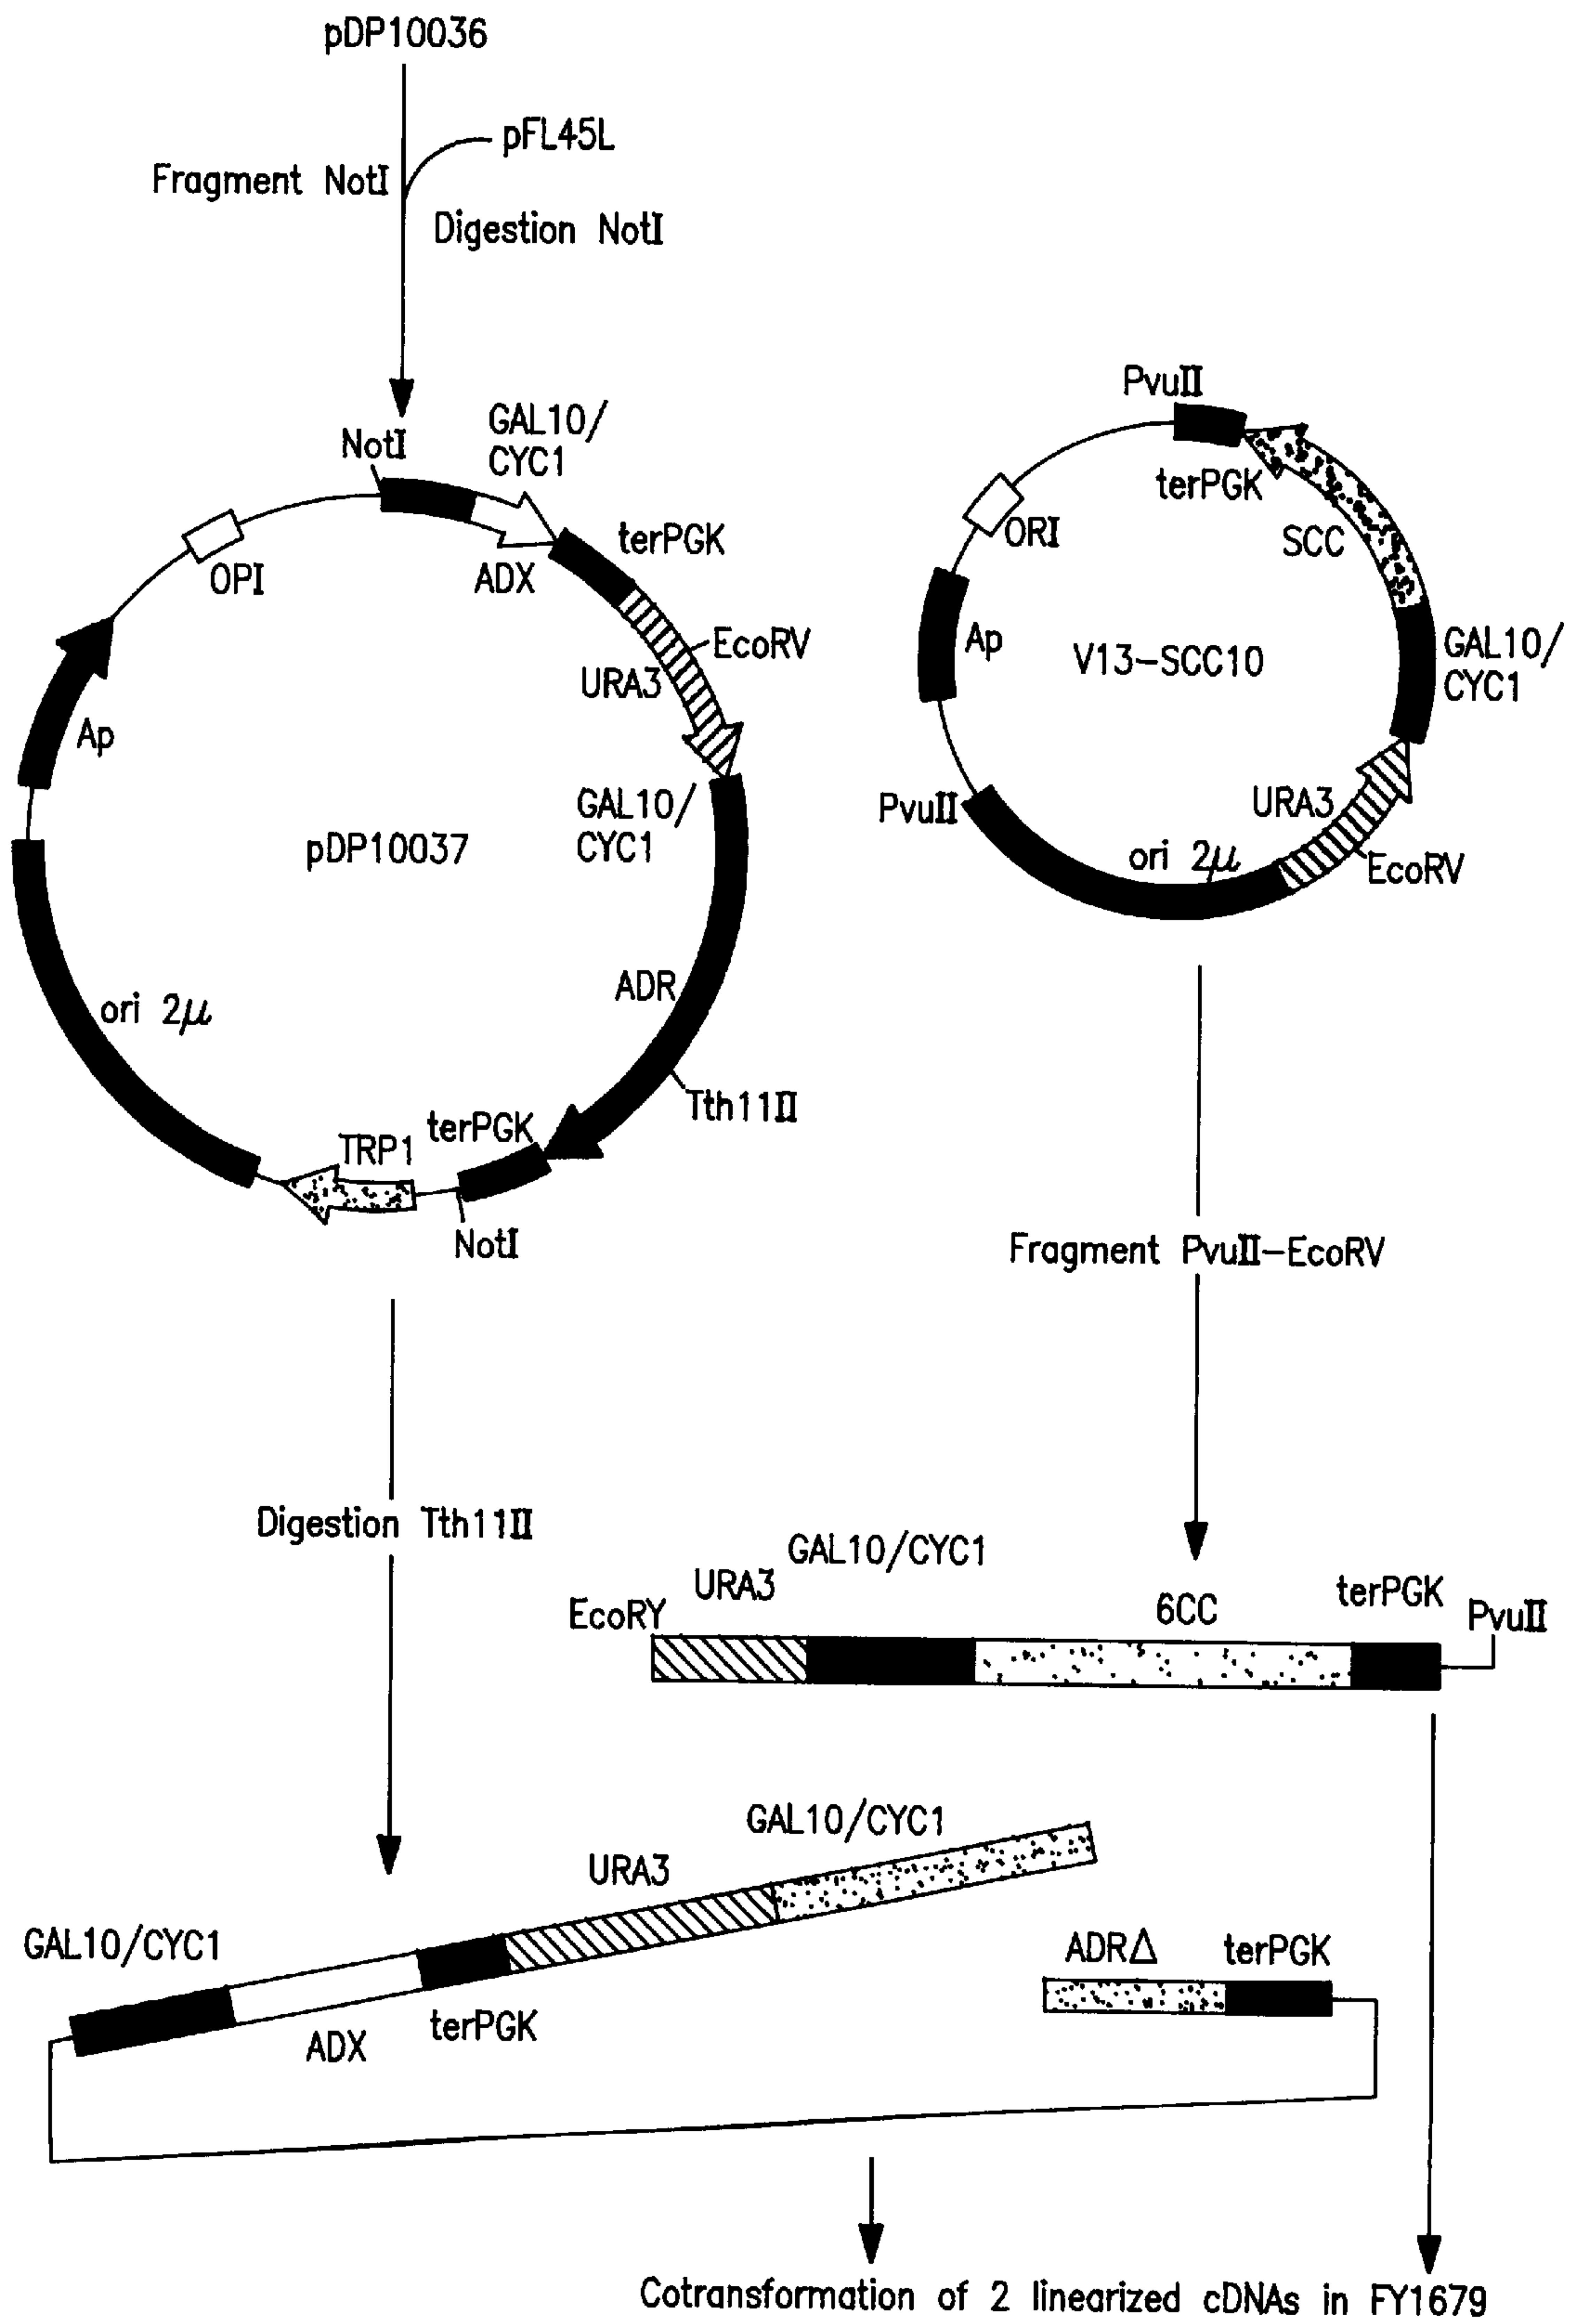 pDP10036
pFL45L
Fragment NotI
Digestion NotI
NotI
GAL10/
CYC1
terPGK
ADX
OPI
EcoRV
URA3
Ap
GAL10/
CYC1
pDP10037
ADR
ori 2μ
Tth11II
terPGK
TRP1
NotI
PvuII
terPGK
ORI
SCC
Ap
V13-SCC10
GAL10/
CYC1
PvuII
URA3
ori 2μ
EcoRV
Fragment PvuII-EcoRV
Digestion Tth11II
GAL10/CYC1
URA3
6CC
terPGK
EcoRY
PvuII
GAL10/CYC1
URA3
GAL10/CYC1
ADX
terPGK
ADRΔ
terPGK
Cotransformation of 2 linearized cDNAs in FY1679